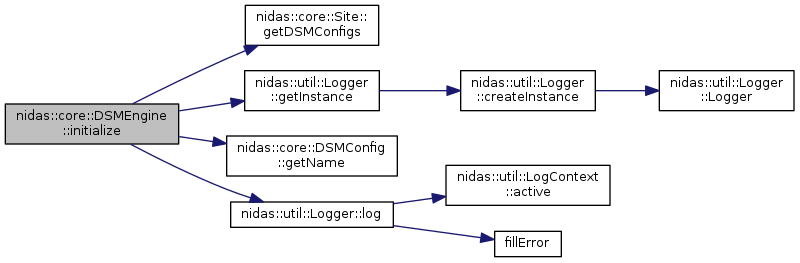 nidas::core::DSMEngine
::initialize
nidas::core::Site::
getDSMConfigs
nidas::util::Logger
::getInstance
nidas::util::Logger
::createInstance
nidas::util::Logger
::Logger
nidas::core::DSMConfig
::getName
nidas::util::Logger::log
nidas::util::LogContext
::active
fillError